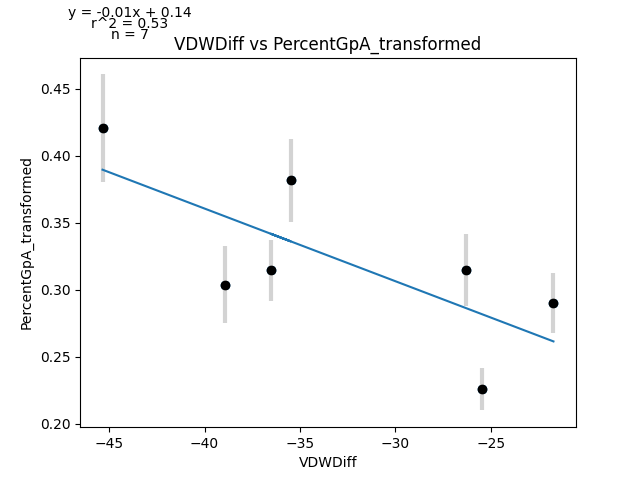 y = -0.01x + 0.14
r^2 = 0.53
n = 7
VDWDiff vs PercentGpA_transformed
PercentGpA_transformed
0.45
0.40
0.35
0.30
0.25
0.20
−45 −40 −35 −30 −25
VDWDiff